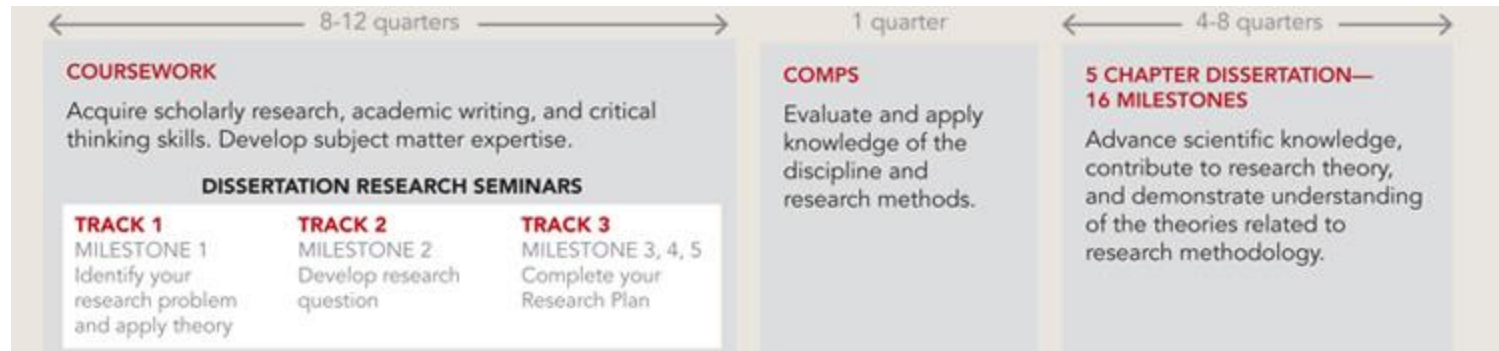 8-12 quarters
1 quarter
4-8 quarters
COURSEWORK
Acquire scholarly research, academic writing, and critical
thinking skills. Develop subject matter expertise.
DISSERTATION RESEARCH SEMINARS
TRACK 1
MILESTONE 1
Identify your
research problem
and apply theory
TRACK 2
MILESTONE 2
Develop research
question
TRACK 3
MILESTONE 3, 4, 5
Complete your
Research Plan
COMPS
Evaluate and apply
knowledge of the
discipline and
research methods.
5 CHAPTER DISSERTATION—
16 MILESTONES
Advance scientific knowledge,
contribute to research theory,
and demonstrate understanding
of the theories related to
research methodology.